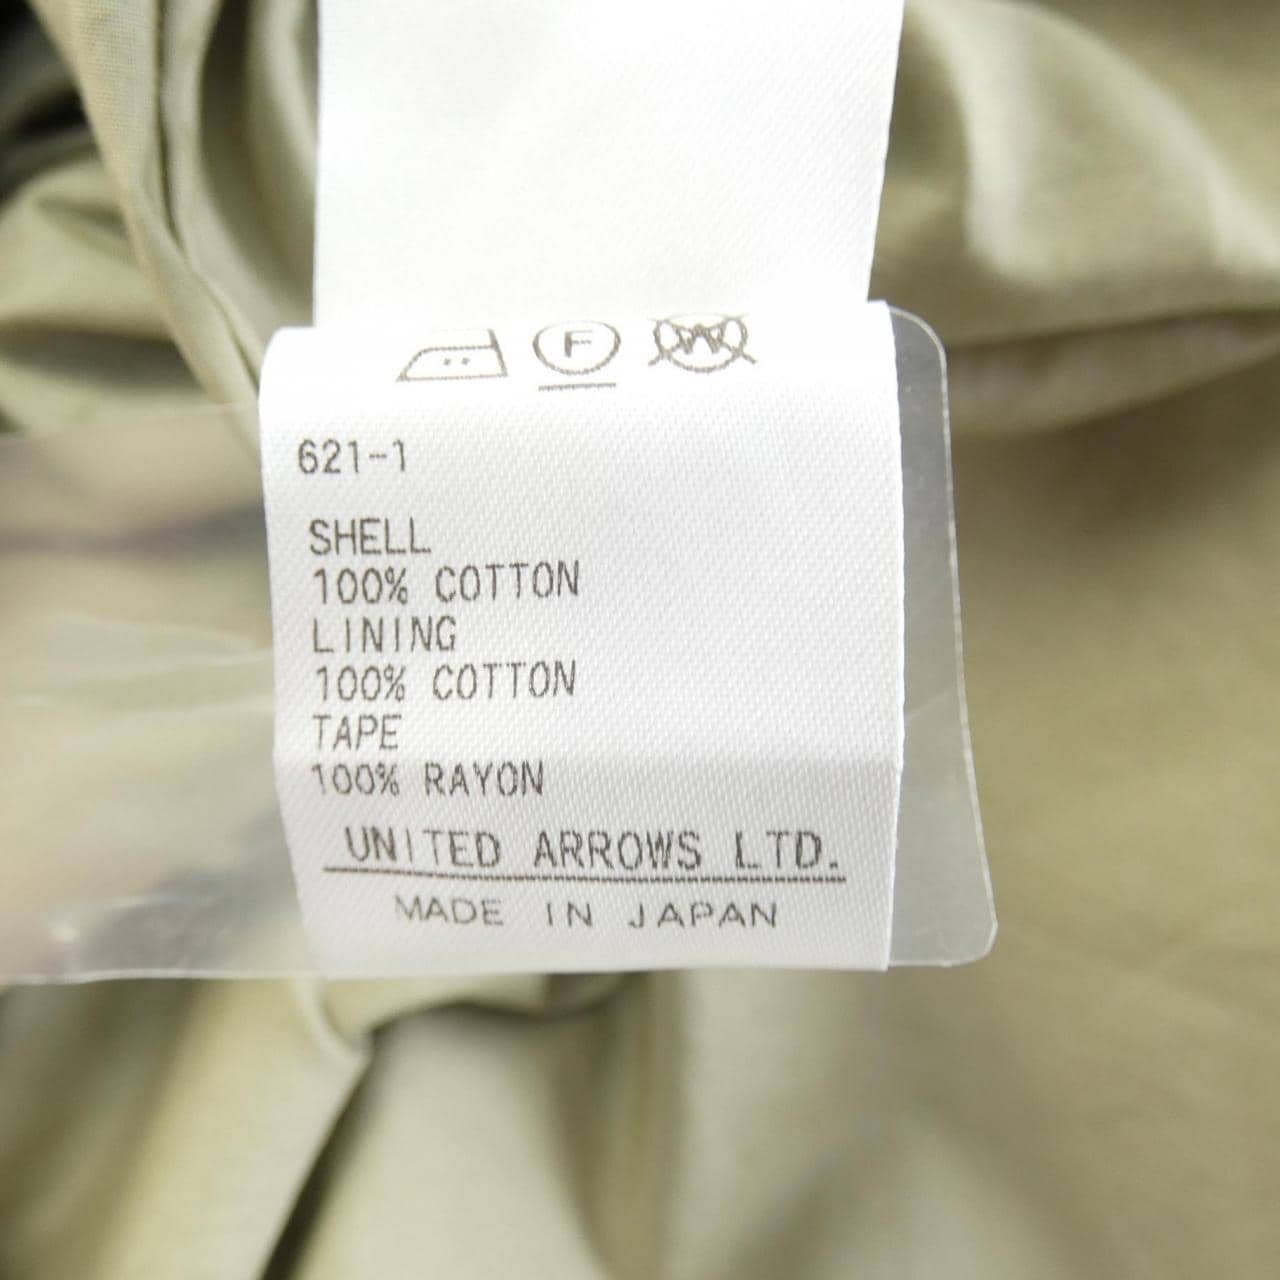 F W
621-1
SHELL
100% COTTON
LINING
100% COTTON
TAPE
100% RAYON
UNITED ARROWS LTD.
MADE IN JAPAN